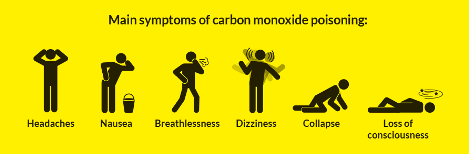 Main symptoms of carbon monoxide poisoning:
Headaches
Nausea
Breathlessness
Dizziness
Collapse
Loss of
consciousness